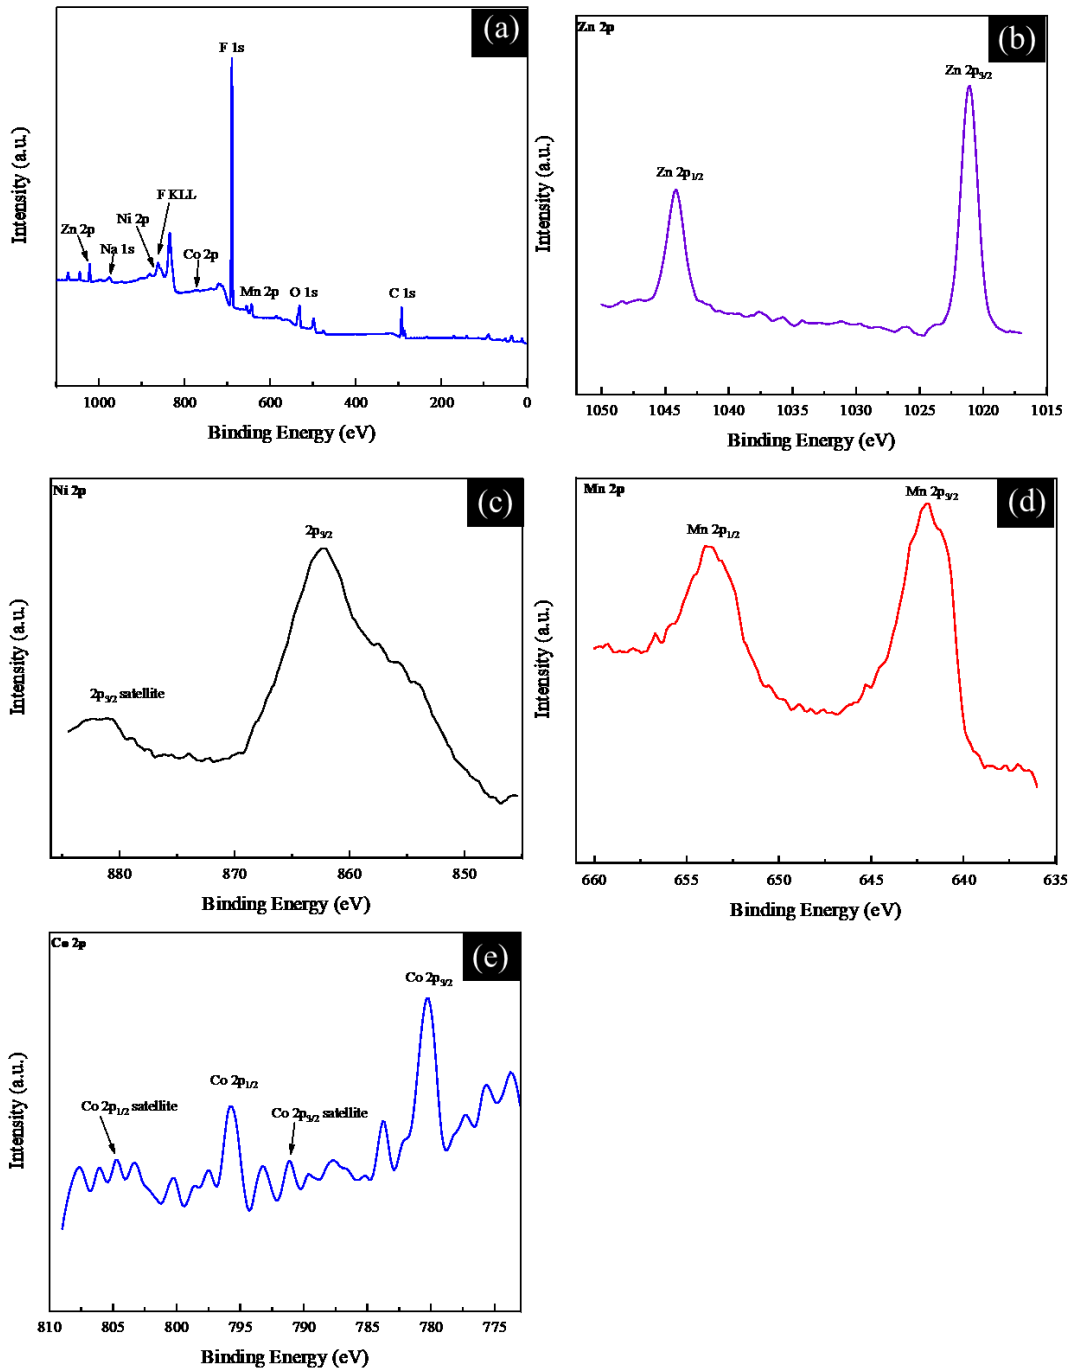 (a)
F 1s
F KLL
Ni 2p
Zn 2p
Na 1s
Co 2p
Mn 2p
O 1s
C 1s
Intensity (a.u.)
1000 800 600 400 200 0
Binding Energy (eV)
Zn 2p
(b)
Zn 2p3/2
Zn 2p1/2
Intensity (a.u.)
1050 1045 1040 1035 1030 1025 1020 1015
Binding Energy (eV)
Ni 2p
(c)
2p3/2
2p3/2 satellite
Intensity (a.u.)
880 870 860 850
Binding Energy (eV)
Mn 2p
(d)
Mn 2p3/2
Mn 2p1/2
Intensity (a.u.)
660 655 650 645 640 635
Binding Energy (eV)
Co 2p
(e)
Co 2p3/2
Co 2p1/2
Co 2p1/2 satellite
Co 2p3/2 satellite
Intensity (a.u.)
810 805 800 795 790 785 780 775
Binding Energy (eV)